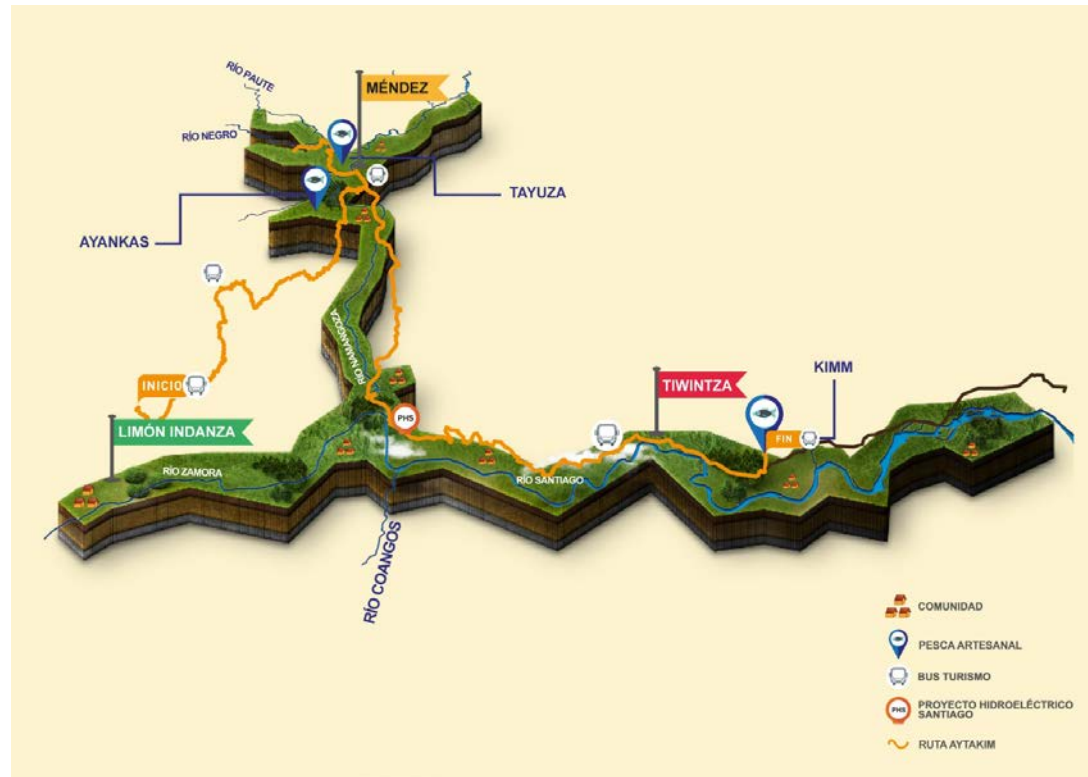 RÍO PAUTE
MÉNDEZ
RÍO NEGRO
TAYUZA
AYANKAS
RÍO NAMANGOZA
KIMM
INICIO
TIWINTZA
PHS
FIN
LIMÓN INDANZA
RÍO ZAMORA
RÍO SANTIAGO
RÍO COANGOS
COMUNIDAD
PESCA ARTESANAL
BUS TURISMO
PHS
PROYECTO HIDROELÉCTRICO
SANTIAGO
RUTA AYTAKIM